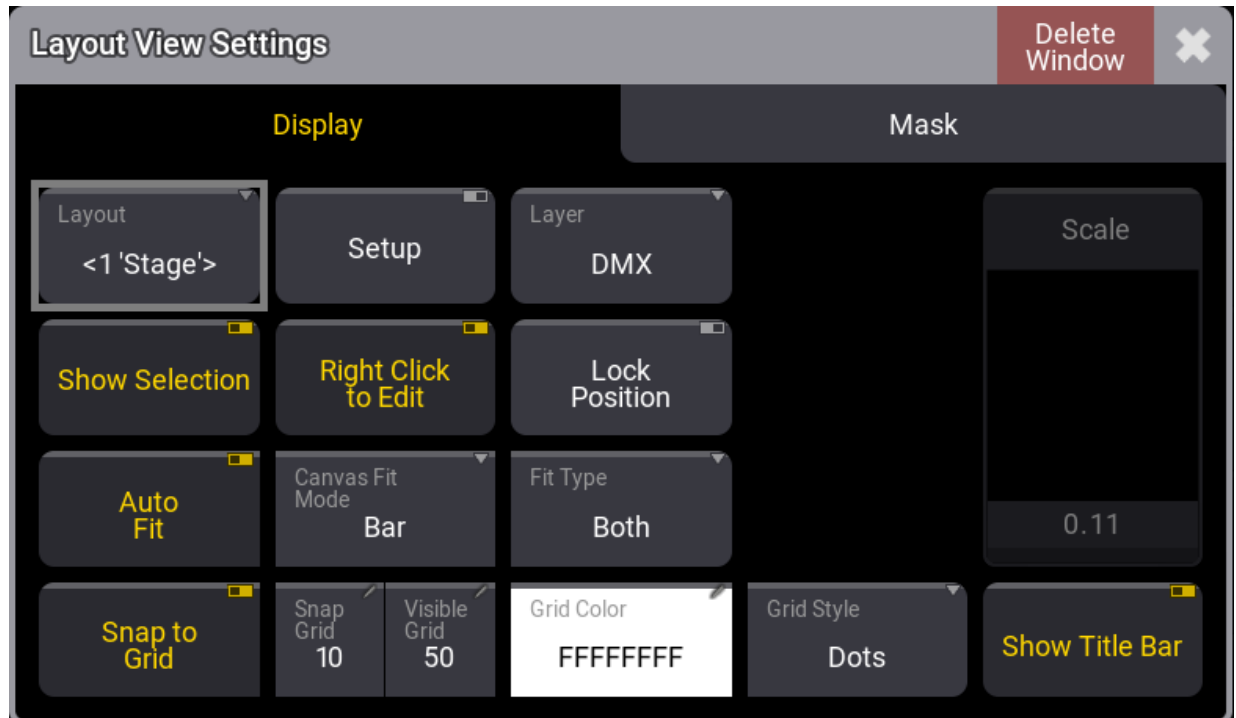 Layout View Settings
Delete
Window
Display
Mask
Layout
<1 'Stage'>
Setup
Layer
DMX
Scale
Show Selection
Right Click
to Edit
Lock
Position
Auto
Fit
Canvas Fit
Mode
Bar
Fit Type
Both
0.11
Snap to
Grid
Snap
Grid
10
Visible
Grid
50
Grid Color
FFFFFFFF
Grid Style
Dots
Show Title Bar